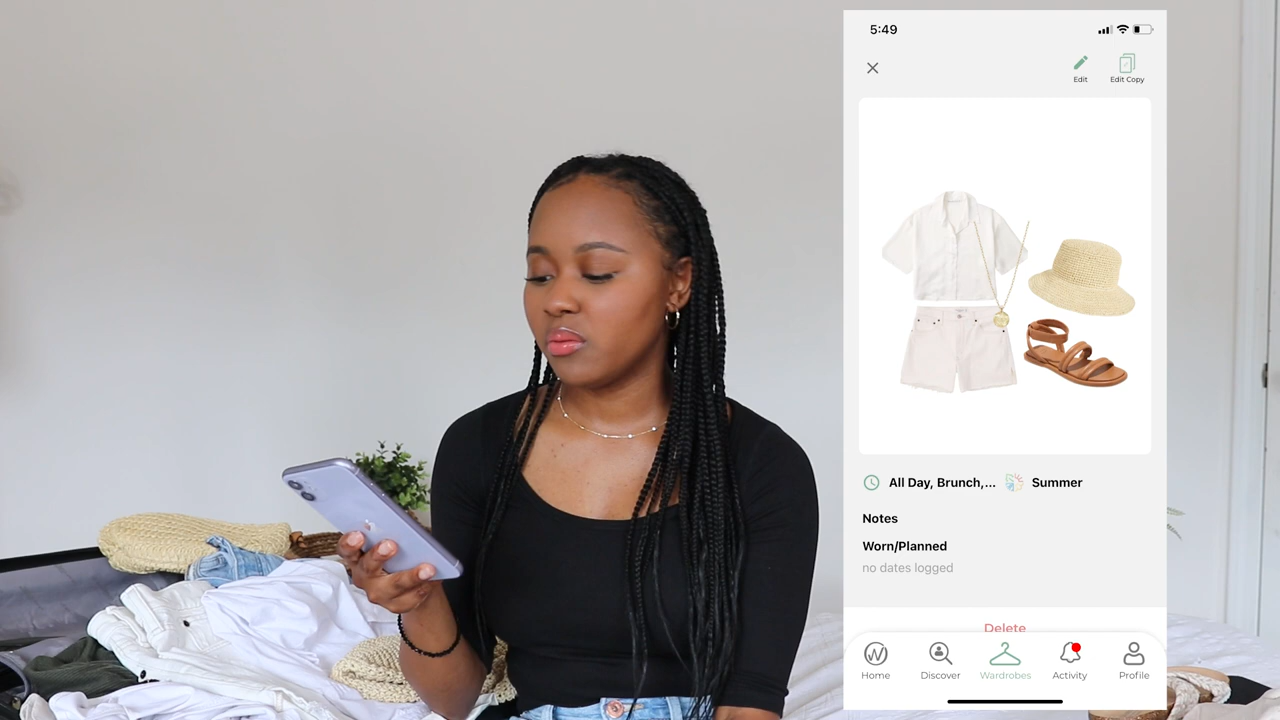 5:49
Edit
Edit Copy
All Day, Brunch,...
Summer
Notes
Worn/Planned
no dates logged
Delete
Home
Discover
Wardrobes
Activity
Profile